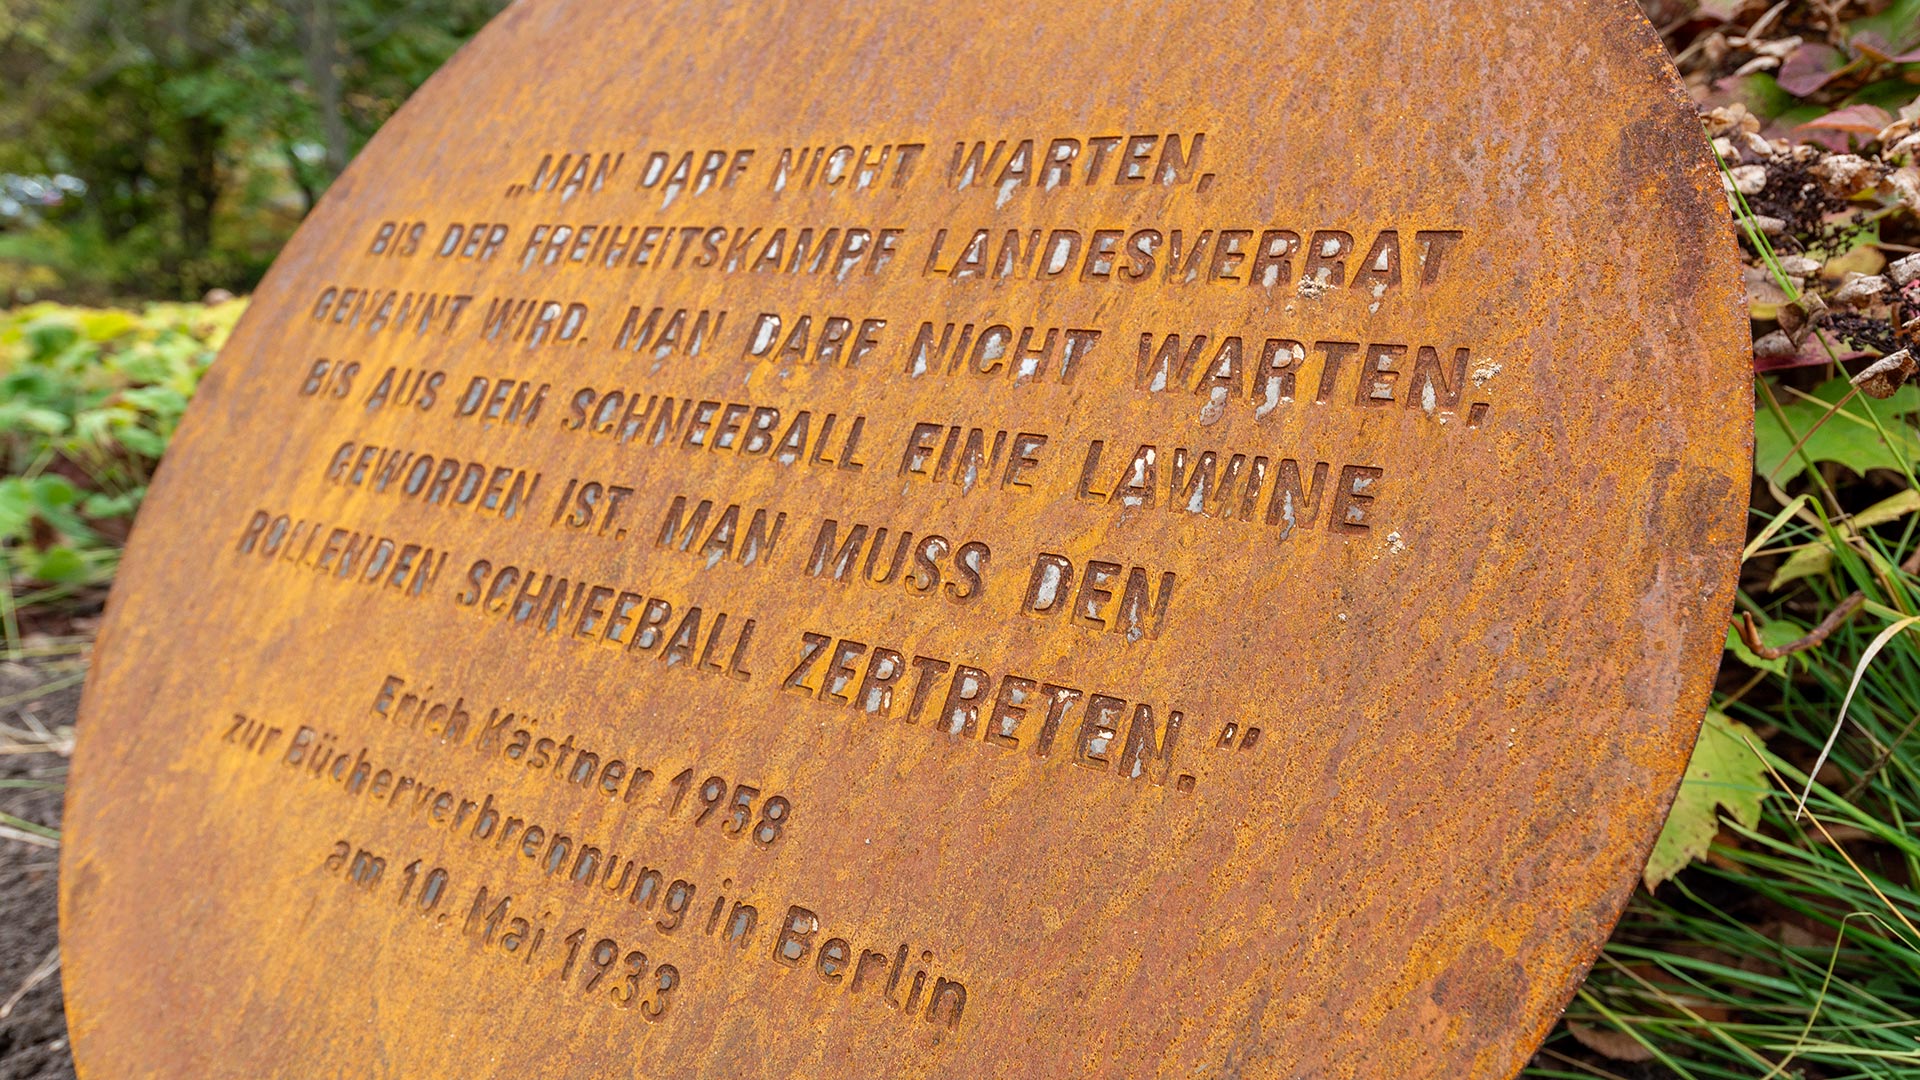 „MAN DARF NICHT WARTEN,
BIS DER FREIHEITSKAMPF LANDESVERRAT
GENANNT WIRD. MAN DARF NICHT WARTEN,
BIS AUS DEM SCHNEEBALL EINE LAWINE
GEWORDEN IST. MAN MUSS DEN
ROLLENDEN SCHNEEBALL ZERTRETEN.“
Erich Kästner 1958
zur Bücherverbrennung in Berlin
am 10. Mai 1933